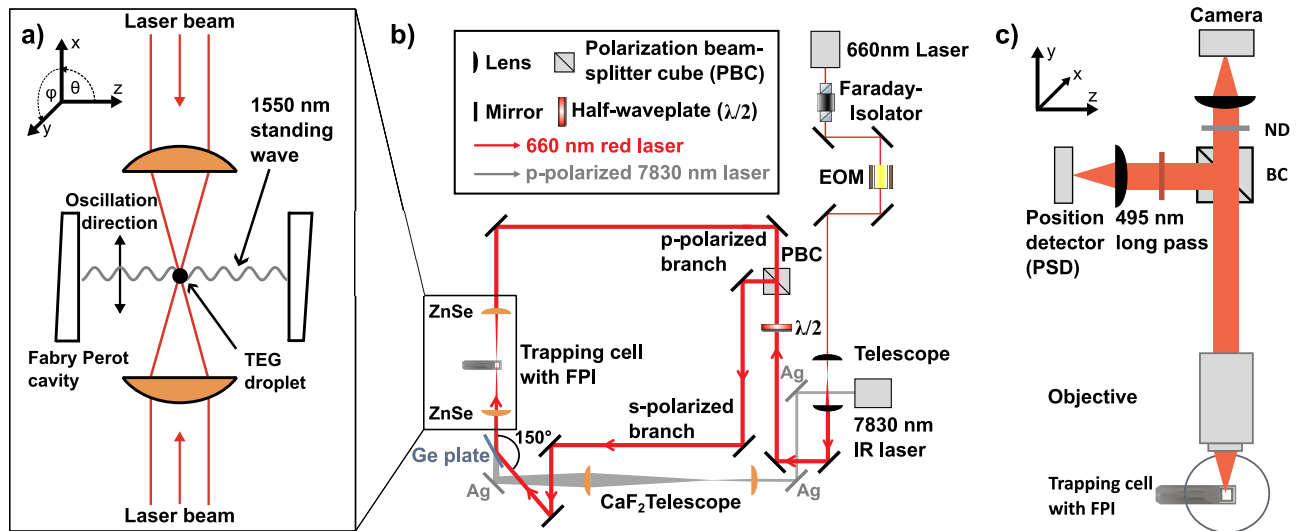 a)
Laser beam
x
θ
φ
z
y
1550 nm
standing
wave
Oscillation
direction
Fabry Perot
cavity
TEG
droplet
Laser beam
b)
Lens
Polarization beam-
splitter cube (PBC)
Mirror
Half-waveplate (λ/2)
660 nm red laser
p-polarized 7830 nm laser
660nm Laser
Faraday-
Isolator
EOM
p-polarized
branch
PBC
λ/2
ZnSe
Trapping cell
with FPI
ZnSe
Telescope
Ag
s-polarized
branch
7830 nm
IR laser
150°
Ge plate
Ag
CaF₂Telescope
Ag
c)
Camera
y
x
z
ND
BC
Position
detector
(PSD)
495 nm
long pass
Objective
Trapping cell
with FPI